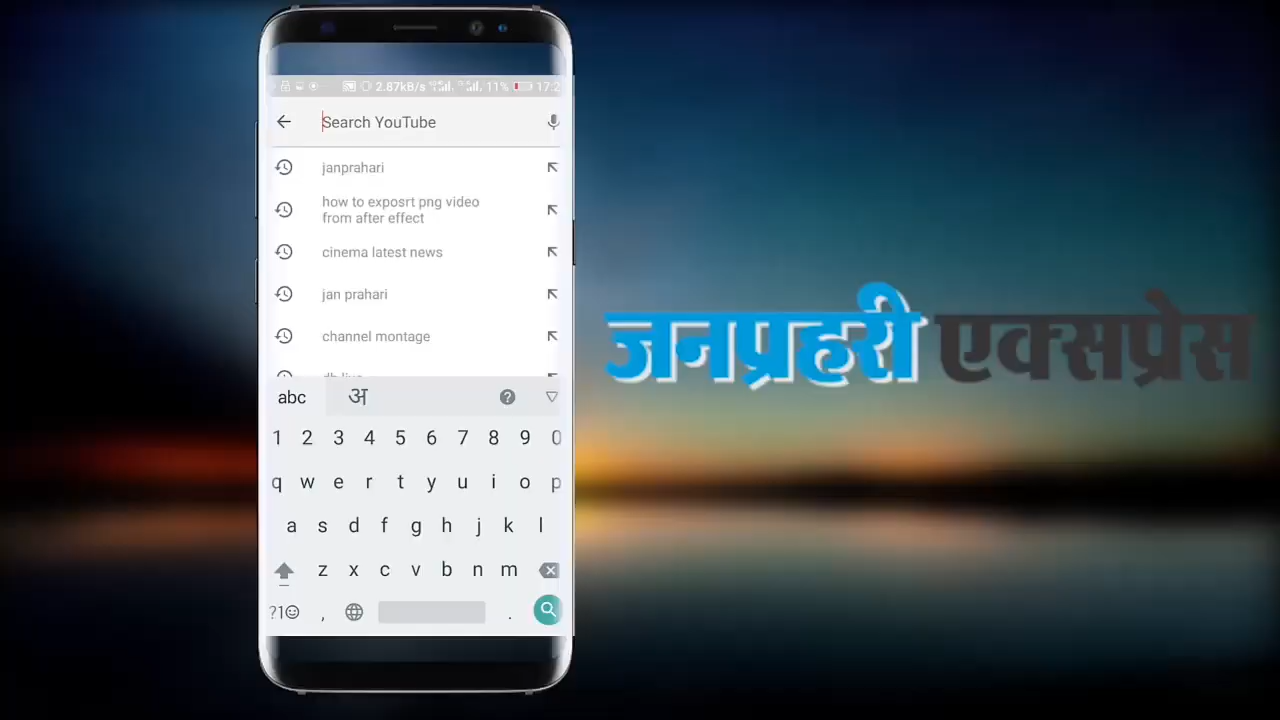 2.87kB/s 11% 17:2
Search YouTube
janprahari
how to exposrt png video
from after effect
cinema latest news
jan prahari
channel montage
जनप्रहरी एक्सप्रेस
abc अ ?
1 2 3 4 5 6 7 8 9 0
q w e r t y u i o p
a s d f g h j k l
z x c v b n m
?1☺ , .